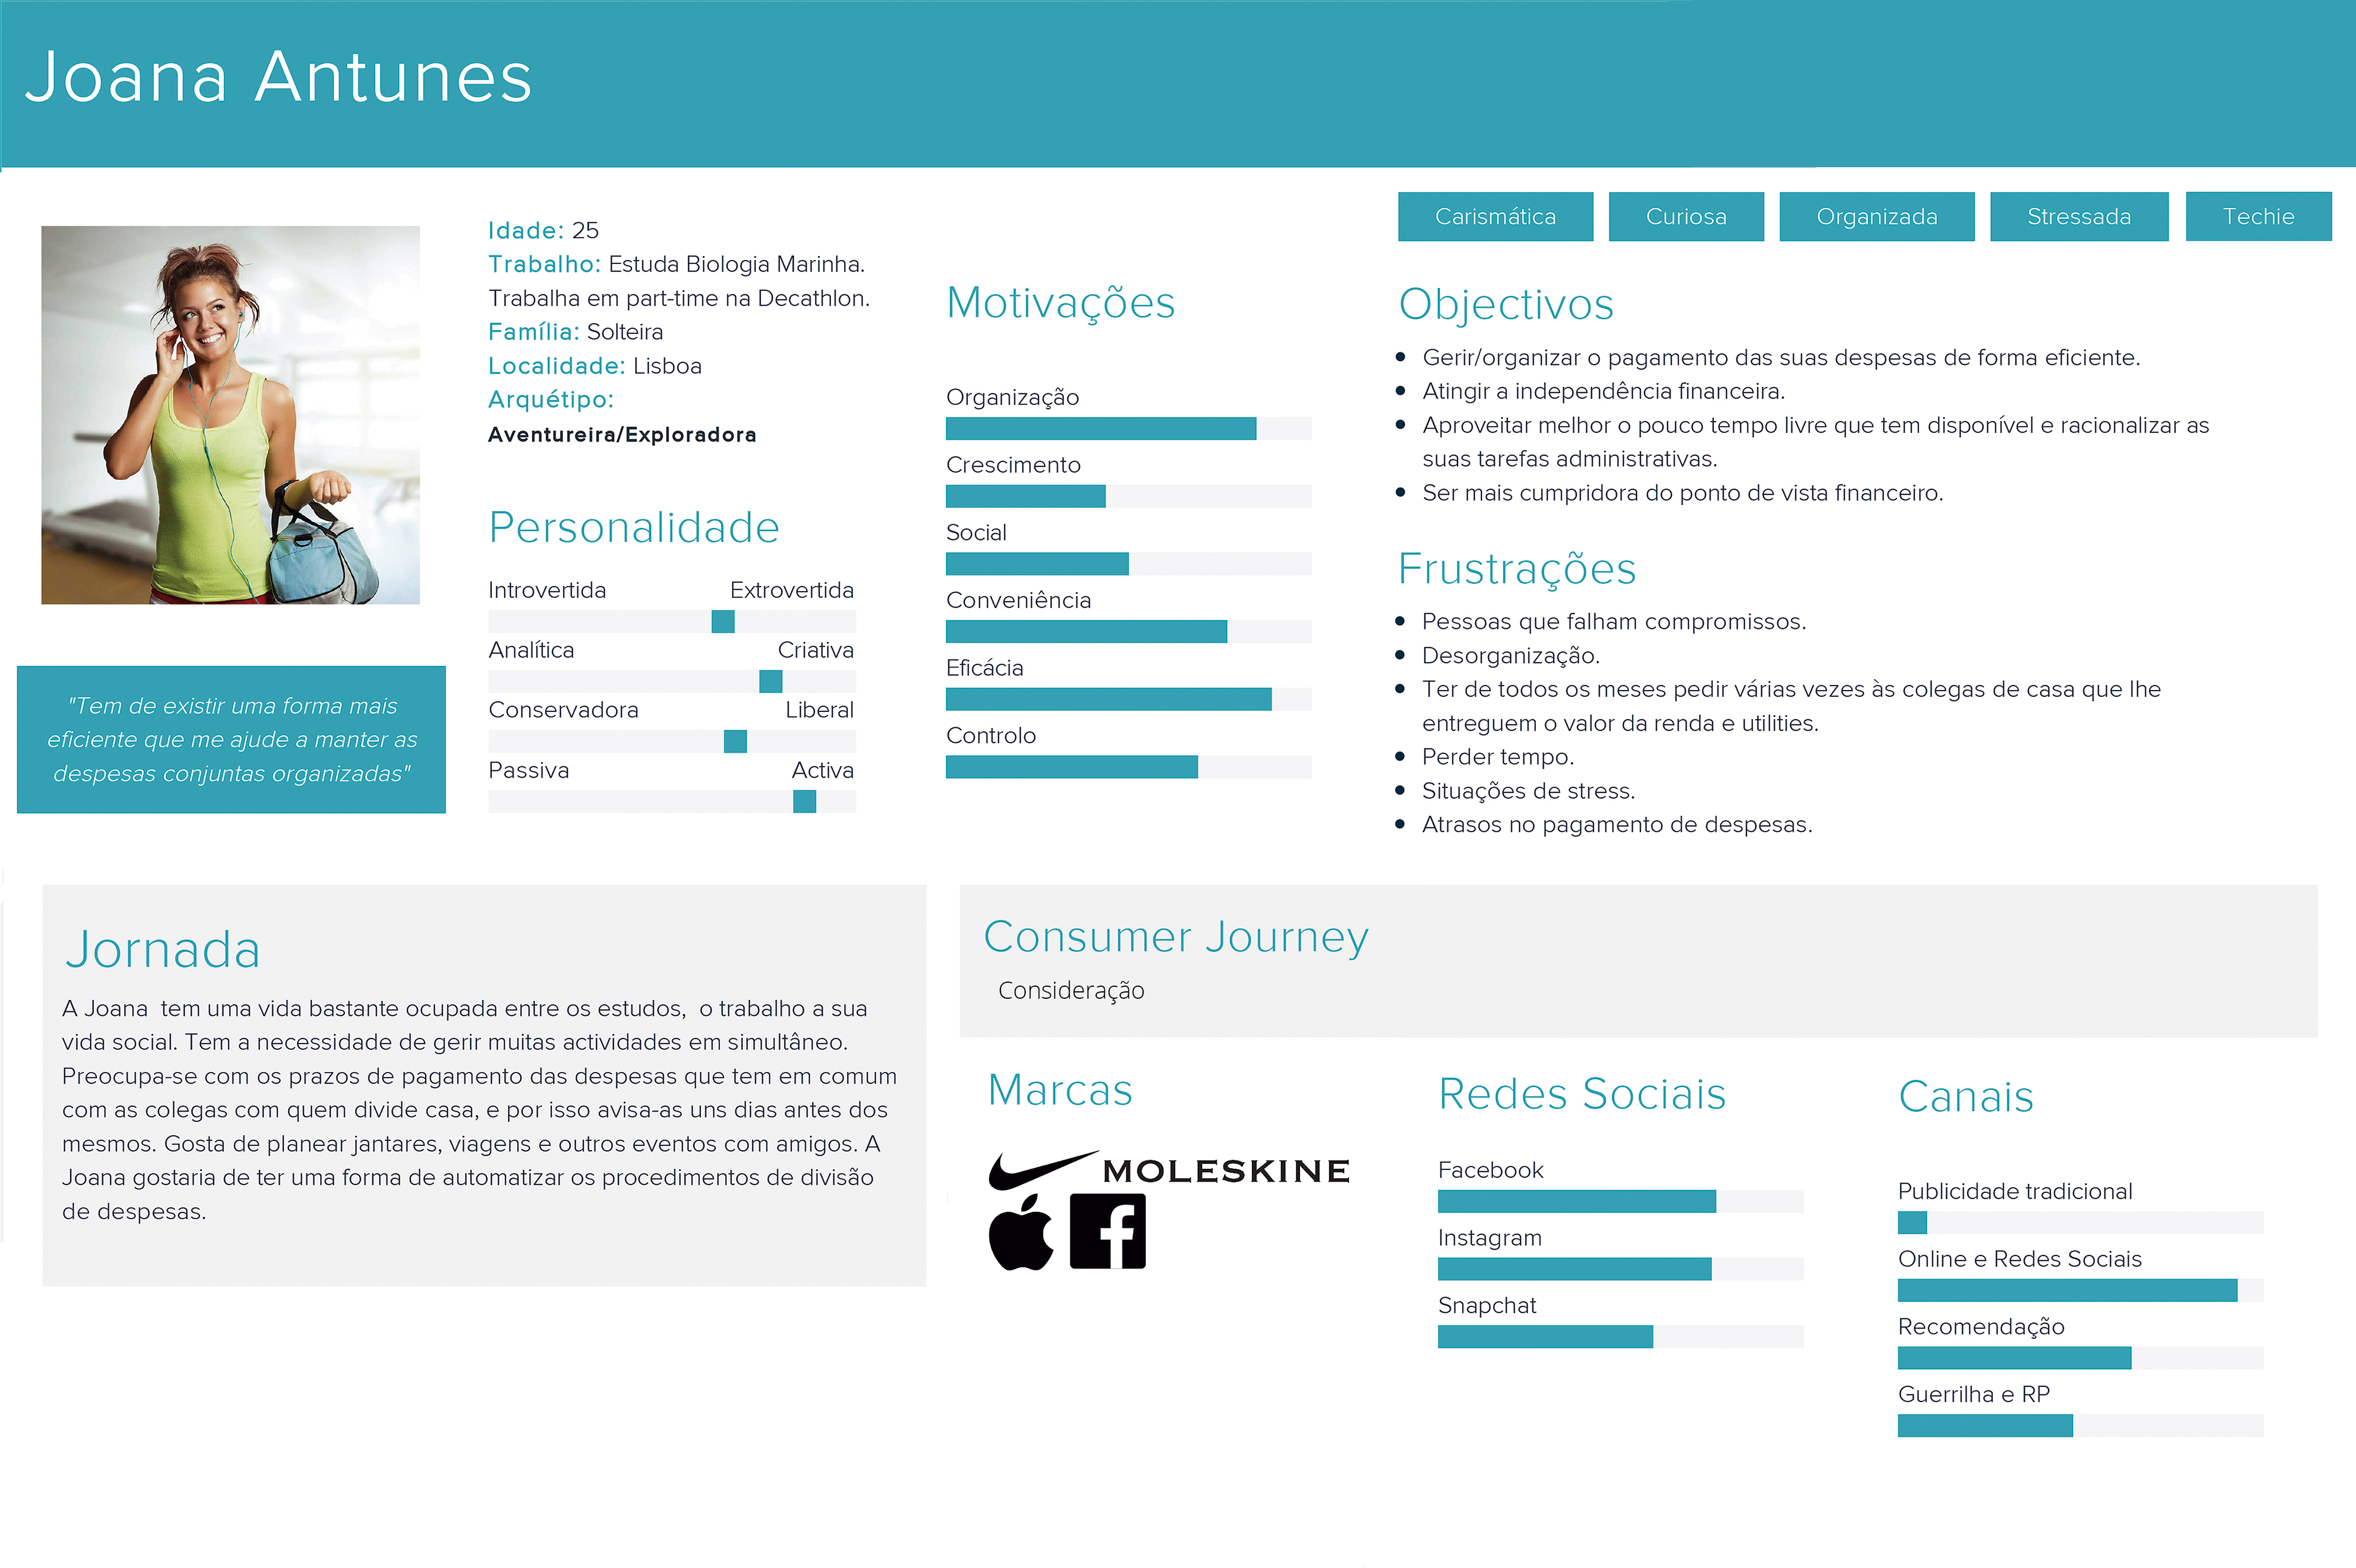 Joana Antunes
Carismática
Curiosa
Organizada
Stressada
Techie
Idade: 25
Trabalho: Estuda Biologia Marinha.
Trabalha em part-time na Decathlon.
Família: Solteira
Localidade: Lisboa
Arquétipo:
Aventureira/Exploradora
"Tem de existir uma forma mais
eficiente que me ajude a manter as
despesas conjuntas organizadas"
Personalidade
Introvertida Extrovertida
Analítica Criativa
Conservadora Liberal
Passiva Activa
Motivações
Organização
Crescimento
Social
Conveniência
Eficácia
Controlo
Objectivos
• Gerir/organizar o pagamento das suas despesas de forma eficiente.
• Atingir a independência financeira.
• Aproveitar melhor o pouco tempo livre que tem disponível e racionalizar as
suas tarefas administrativas.
• Ser mais cumpridora do ponto de vista financeiro.
Frustrações
• Pessoas que falham compromissos.
• Desorganização.
• Ter de todos os meses pedir várias vezes às colegas de casa que lhe
entreguem o valor da renda e utilities.
• Perder tempo.
• Situações de stress.
• Atrasos no pagamento de despesas.
Jornada
A Joana  tem uma vida bastante ocupada entre os estudos,  o trabalho a sua
vida social. Tem a necessidade de gerir muitas actividades em simultâneo.
Preocupa-se com os prazos de pagamento das despesas que tem em comum
com as colegas com quem divide casa, e por isso avisa-as uns dias antes dos
mesmos. Gosta de planear jantares, viagens e outros eventos com amigos. A
Joana gostaria de ter uma forma de automatizar os procedimentos de divisão
de despesas.
Consumer Journey
Consideração
Marcas
MOLESKINE
f
Redes Sociais
Facebook
Instagram
Snapchat
Canais
Publicidade tradicional
Online e Redes Sociais
Recomendação
Guerrilha e RP